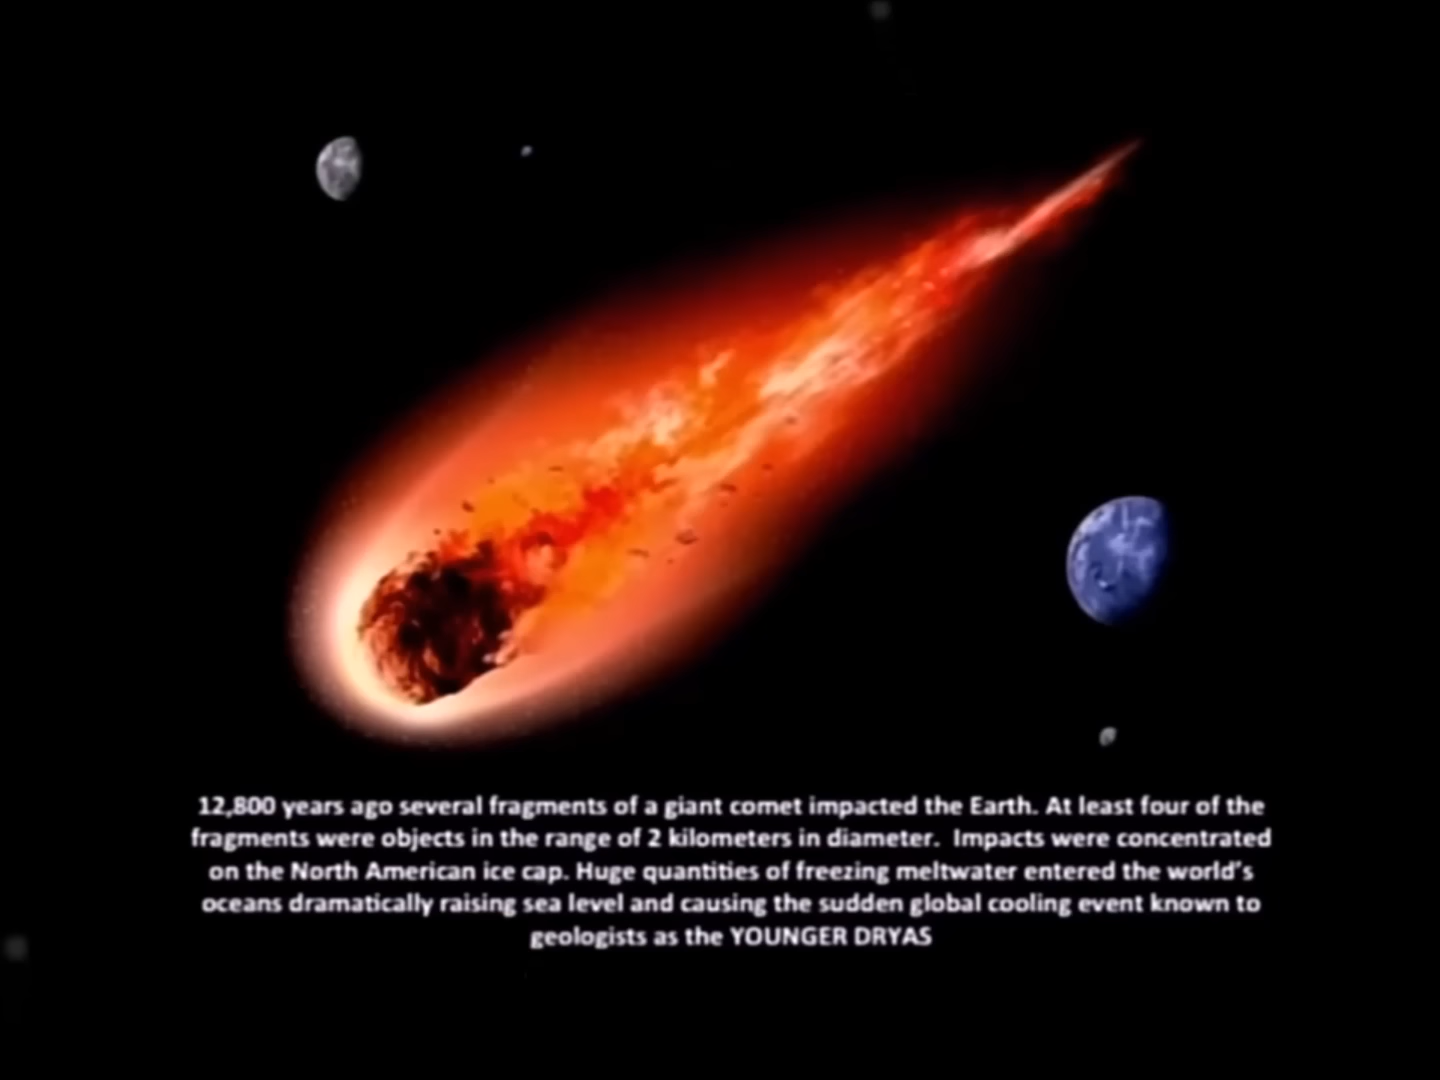 12,800 years ago several fragments of a giant comet impacted the Earth. At least four of the
fragments were objects in the range of 2 kilometers in diameter.  Impacts were concentrated
on the North American ice cap. Huge quantities of freezing meltwater entered the world's
oceans dramatically raising sea level and causing the sudden global cooling event known to
geologists as the YOUNGER DRYAS